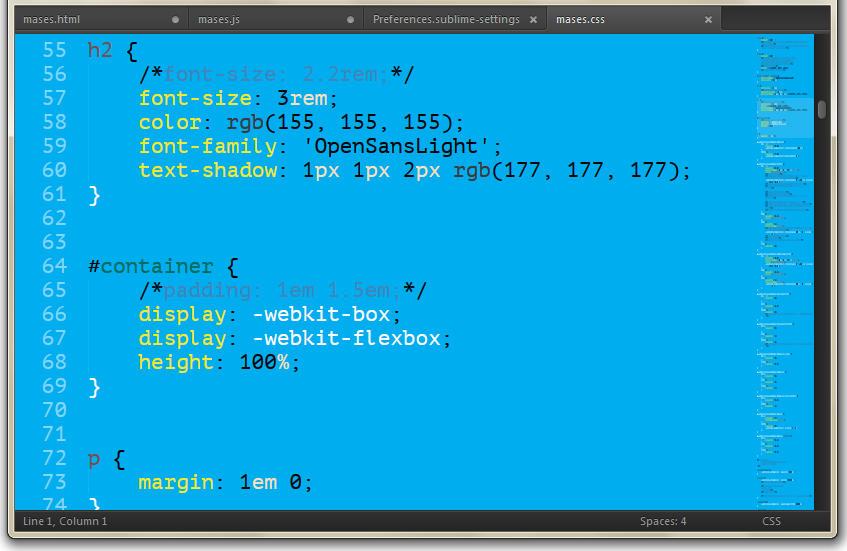 mases.html mases.js Preferences.sublime-settings mases.css
55 h2 {
56     /*font-size: 2.2rem;*/
57     font-size: 3rem;
58     color: rgb(155, 155, 155);
59     font-family: 'OpenSansLight';
60     text-shadow: 1px 1px 2px rgb(177, 177, 177);
61 }
62
63
64 #container {
65     /*padding: 1em 1.5em;*/
66     display: -webkit-box;
67     display: -webkit-flexbox;
68     height: 100%;
69 }
70
71
72 p {
73     margin: 1em 0;
74 }
Line 1, Column 1 Spaces: 4 CSS